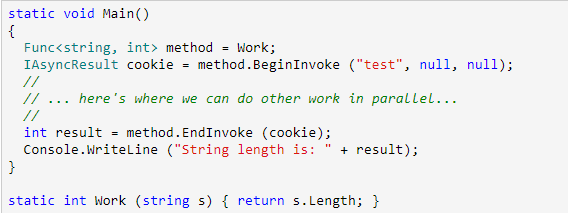 static void Main()
{
  Func<string, int> method = Work;
  IAsyncResult cookie = method.BeginInvoke ("test", null, null);
  //
  // ... here's where we can do other work in parallel...
  //
  int result = method.EndInvoke (cookie);
  Console.WriteLine ("String length is: " + result);
}

static int Work (string s) { return s.Length; }